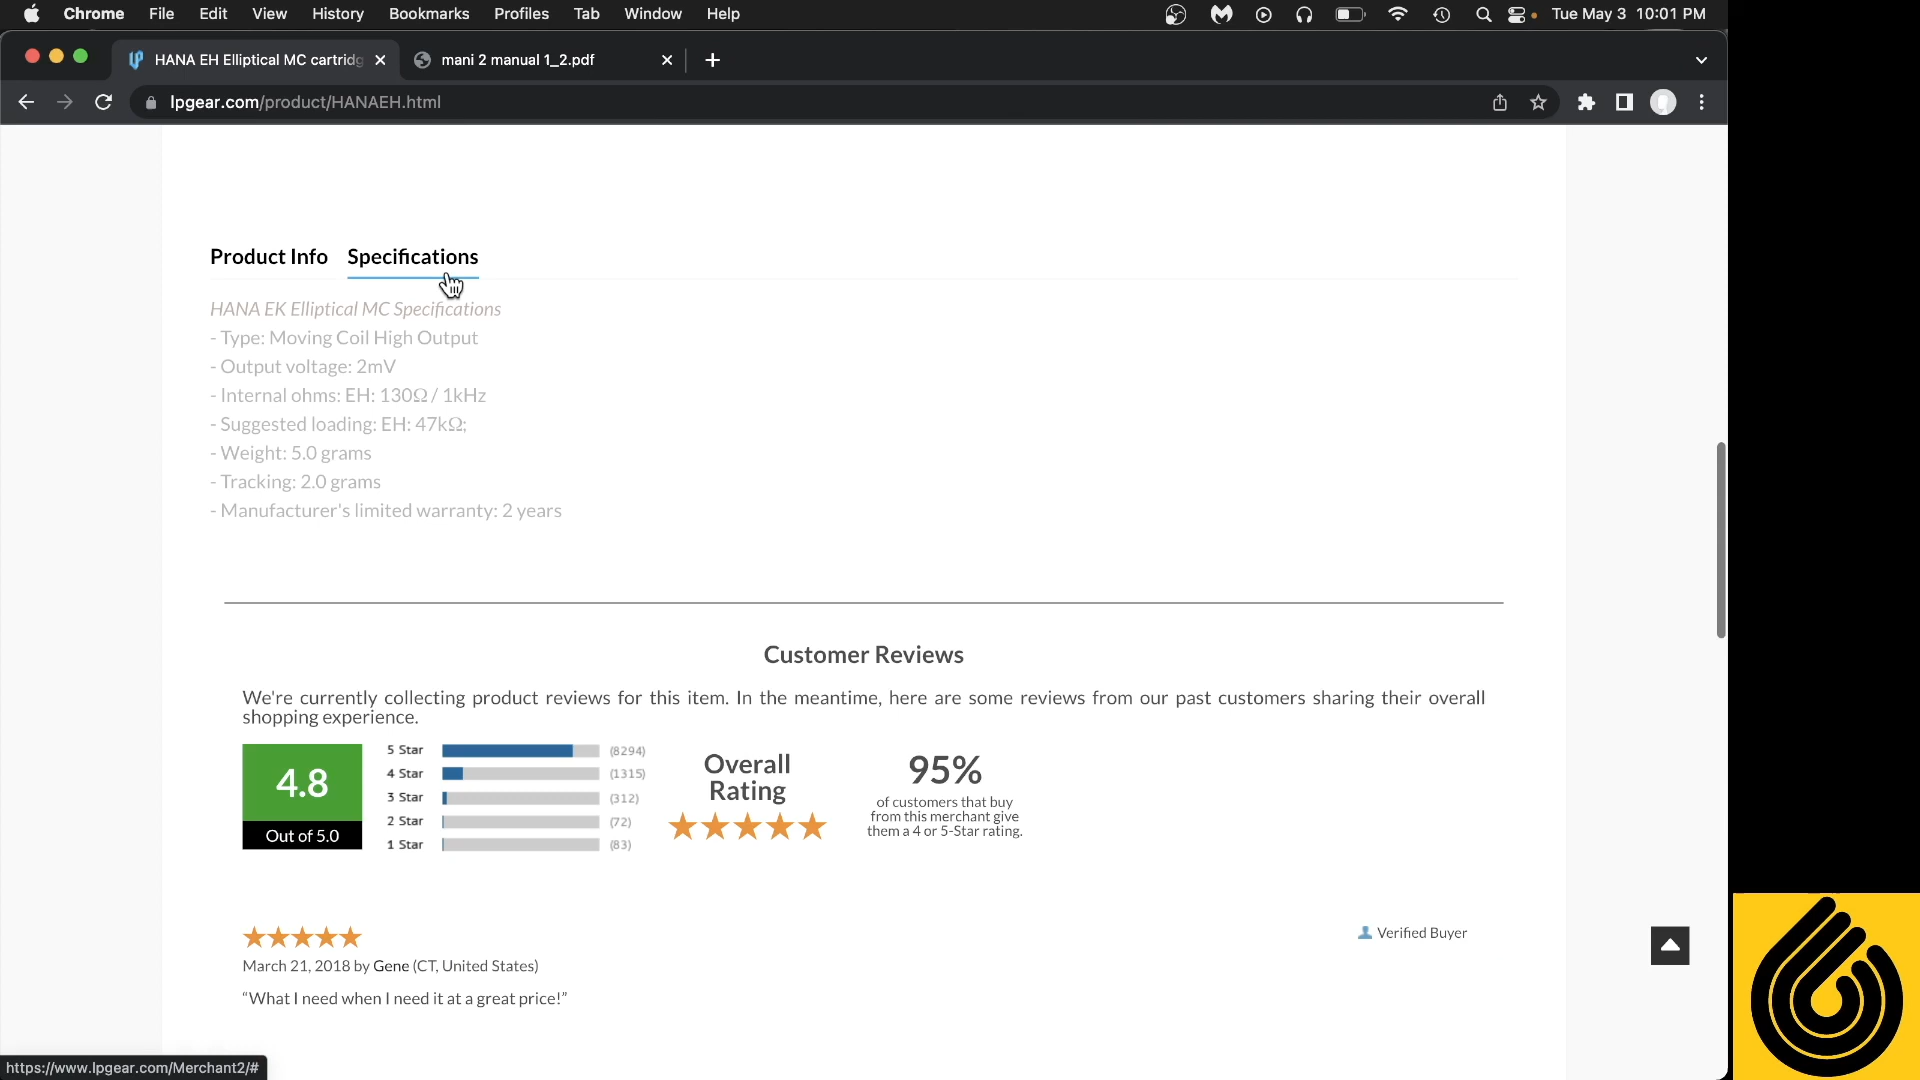 Chrome File Edit View History Bookmarks Profiles Tab Window Help Tue May 3 10:01 PM
HANA EH Elliptical MC cartridg mani 2 manual 1_2.pdf
lpgear.com/product/HANAEH.html
Product Info Specifications
HANA EK Elliptical MC Specifications
- Type: Moving Coil High Output
- Output voltage: 2mV
- Internal ohms: EH: 130Ω / 1kHz
- Suggested loading: EH: 47kΩ;
- Weight: 5.0 grams
- Tracking: 2.0 grams
- Manufacturer's limited warranty: 2 years
Customer Reviews
We're currently collecting product reviews for this item. In the meantime, here are some reviews from our past customers sharing their overall
shopping experience.
4.8
Out of 5.0
5 Star (8294)
4 Star (1315)
3 Star (312)
2 Star (72)
1 Star (83)
Overall
Rating
95%
of customers that buy
from this merchant give
them a 4 or 5-Star rating.
Verified Buyer
March 21, 2018 by Gene (CT, United States)
“What I need when I need it at a great price!”
https://www.lpgear.com/Merchant2/#